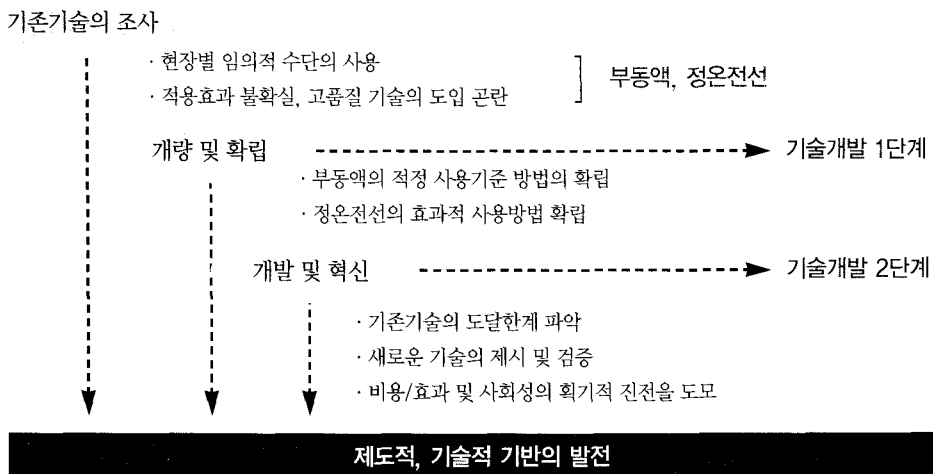 기존기술의 조사
· 현장별 임의적 수단의 사용
· 적용효과 불확실, 고품질 기술의 도입 곤란
부동액, 정온전선
개량 및 확립
기술개발 1단계
· 부동액의 적정 사용기준 방법의 확립
· 정온전선의 효과적 사용방법 확립
개발 및 혁신
기술개발 2단계
· 기존기술의 도달한계 파악
· 새로운 기술의 제시 및 검증
· 비용/효과 및 사회성의 획기적 진전을 도모
제도적, 기술적 기반의 발전